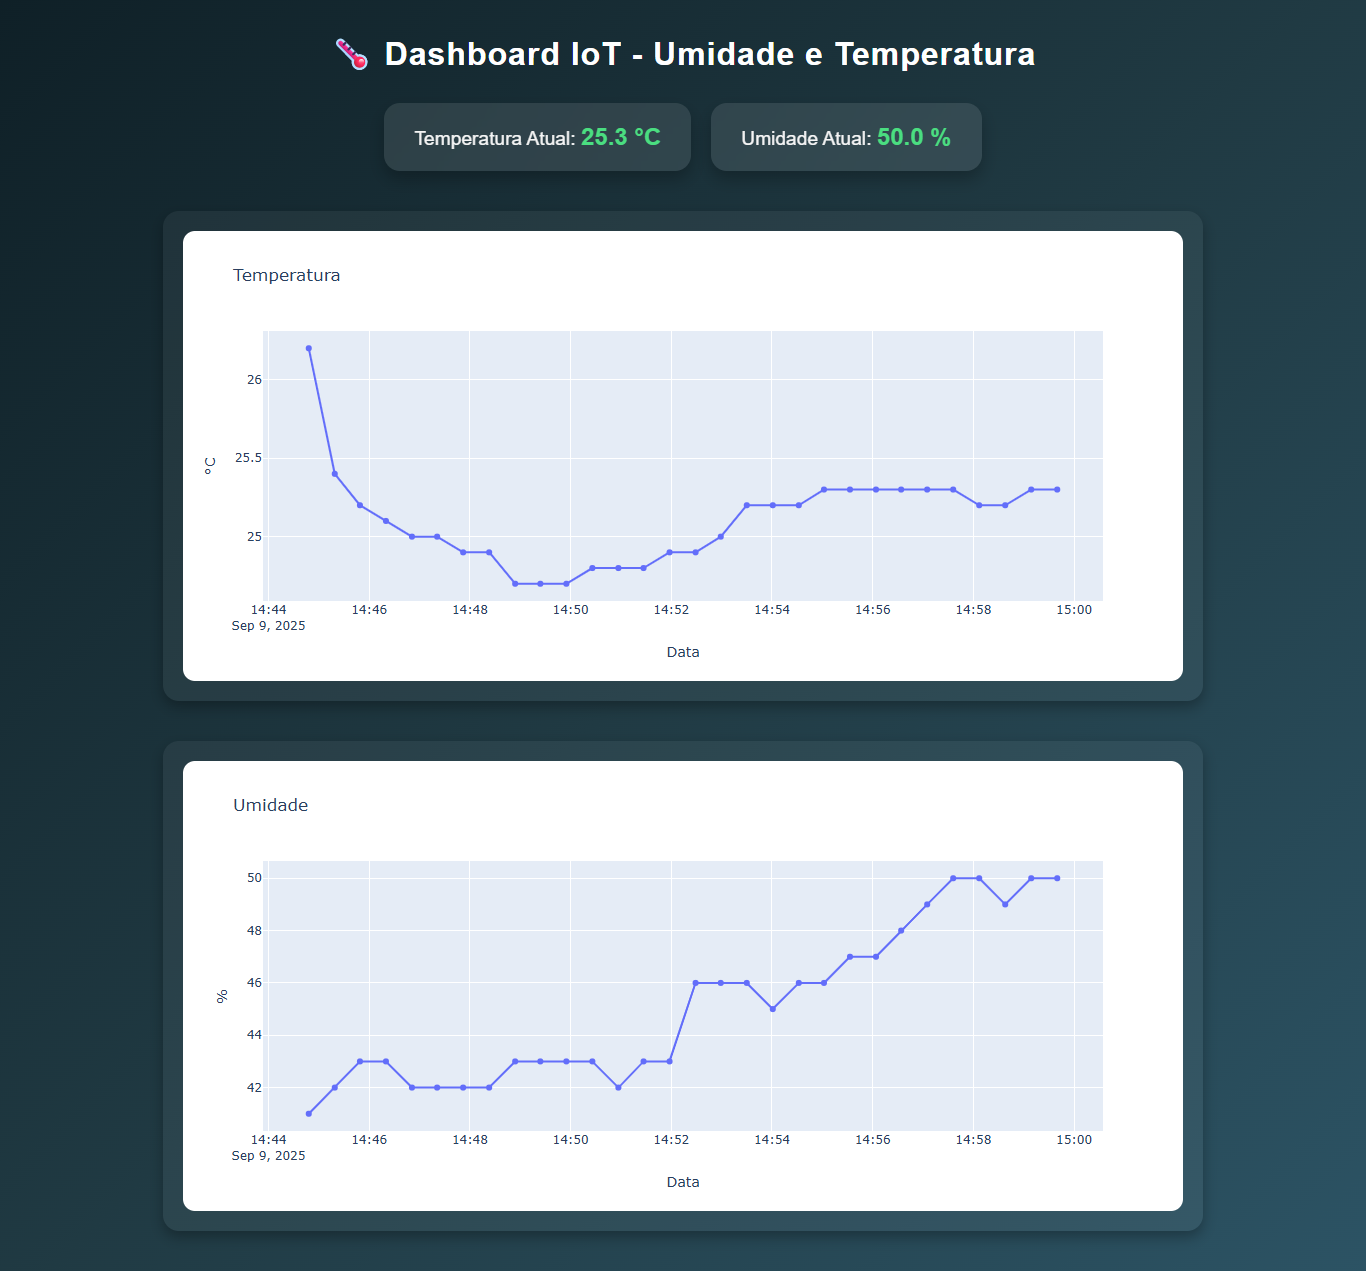 Dashboard IoT - Umidade e Temperatura
Temperatura Atual: 25.3 °C
Umidade Atual: 50.0 %
Temperatura
26
25.5
25
°C
14:44 14:46 14:48 14:50 14:52 14:54 14:56 14:58 15:00
Sep 9, 2025
Data
Umidade
50
48
46
44
42
%
14:44 14:46 14:48 14:50 14:52 14:54 14:56 14:58 15:00
Sep 9, 2025
Data